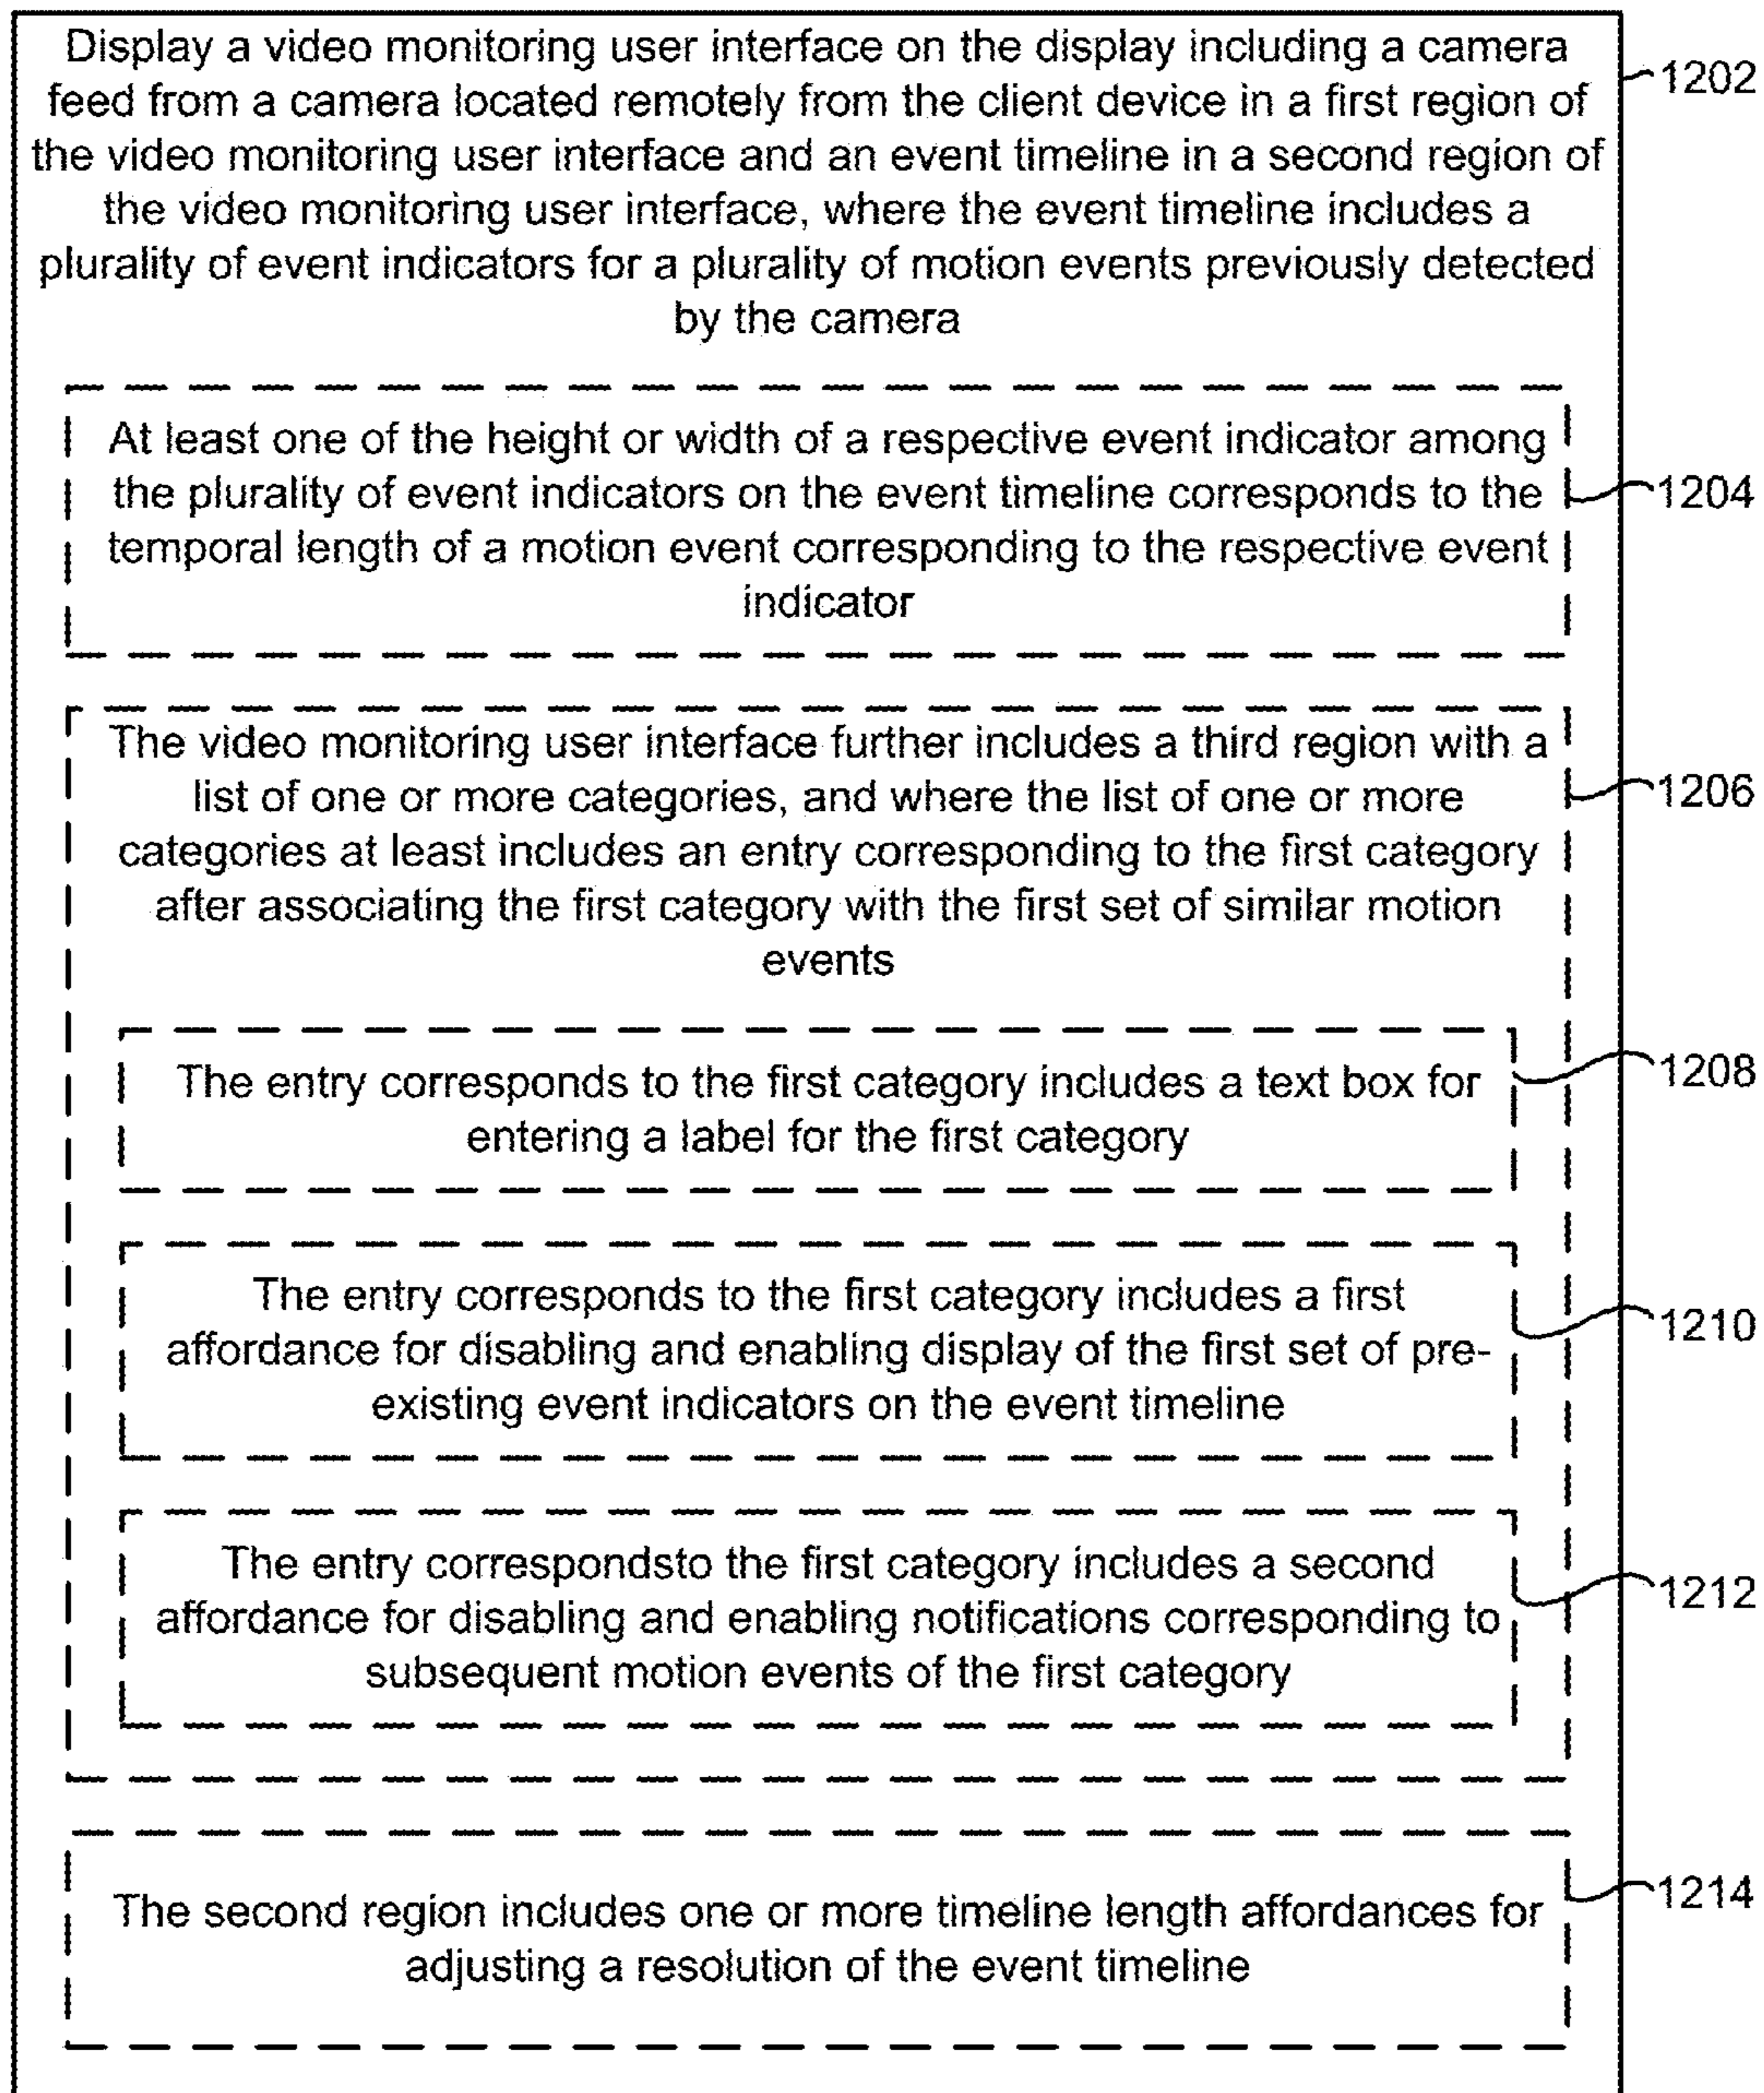 Display a video monitoring user interface on the display including a camera
feed from a camera located remotely from the client device in a first region of
the video monitoring user interface and an event timeline in a second region of
the video monitoring user interface, where the event timeline includes a
plurality of event indicators for a plurality of motion events previously detected
by the camera
1202
At least one of the height or width of a respective event indicator among
the plurality of event indicators on the event timeline corresponds to the
temporal length of a motion event corresponding to the respective event
indicator
1204
The video monitoring user interface further includes a third region with a
list of one or more categories, and where the list of one or more
categories at least includes an entry corresponding to the first category
after associating the first category with the first set of similar motion
events
1206
The entry corresponds to the first category includes a text box for
entering a label for the first category
1208
The entry corresponds to the first category includes a first
affordance for disabling and enabling display of the first set of pre-
existing event indicators on the event timeline
1210
The entry correspondsto the first category includes a second
affordance for disabling and enabling notifications corresponding to
subsequent motion events of the first category
1212
The second region includes one or more timeline length affordances for
adjusting a resolution of the event timeline
1214